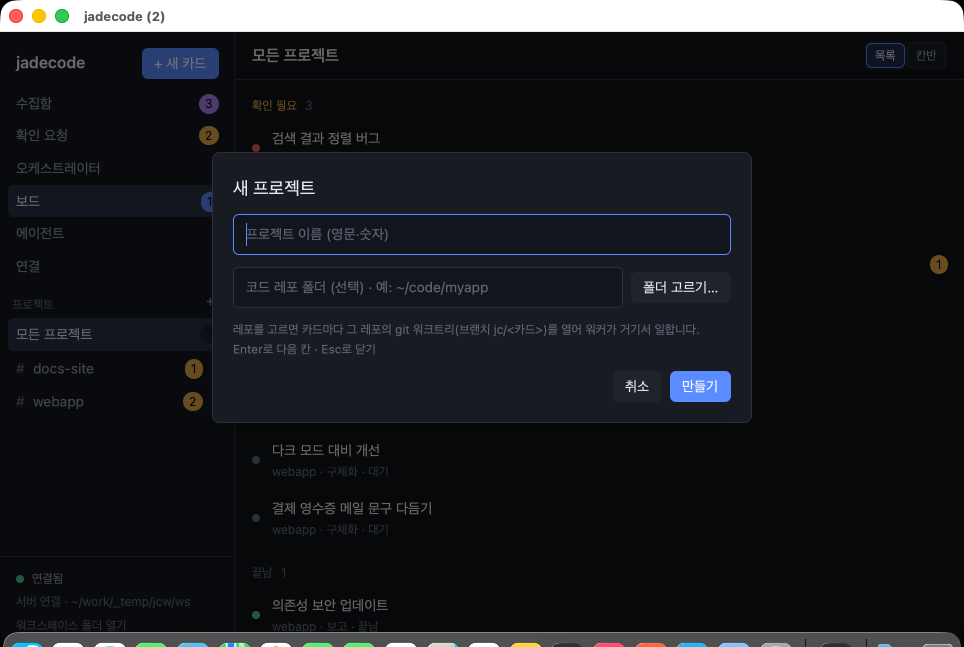 jadecode (2)
jadecode
+ 새 카드
수집함
3
확인 요청
2
오케스트레이터
보드
에이전트
연결
프로젝트
+
모든 프로젝트
# docs-site
1
# webapp
2
연결됨
서버 연결 · ~/work/_temp/jcw/ws
워크스페이스 폴더 열기
모든 프로젝트
목록
칸반
확인 필요 3
검색 결과 정렬 버그
1
새 프로젝트
프로젝트 이름 (영문·숫자)
코드 레포 폴더 (선택) · 예: ~/code/myapp
폴더 고르기...
레포를 고르면 카드마다 그 레포의 git 워크트리(브랜치 jc/<카드>)를 열어 워커가 거기서 일합니다.
Enter로 다음 칸 · Esc로 닫기
취소
만들기
다크 모드 대비 개선
webapp · 구체화 · 대기
결제 영수증 메일 문구 다듬기
webapp · 구체화 · 대기
끝남 1
의존성 보안 업데이트
webapp · 보고 · 끝남